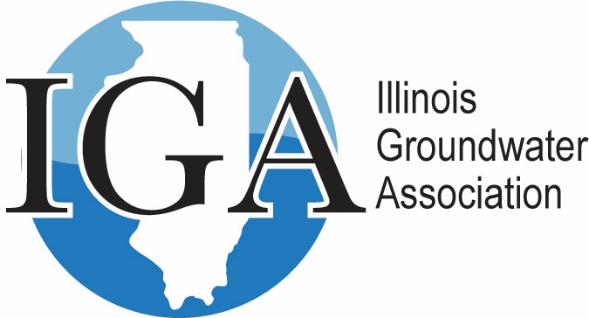 IGA
Illinois
Groundwater
Association